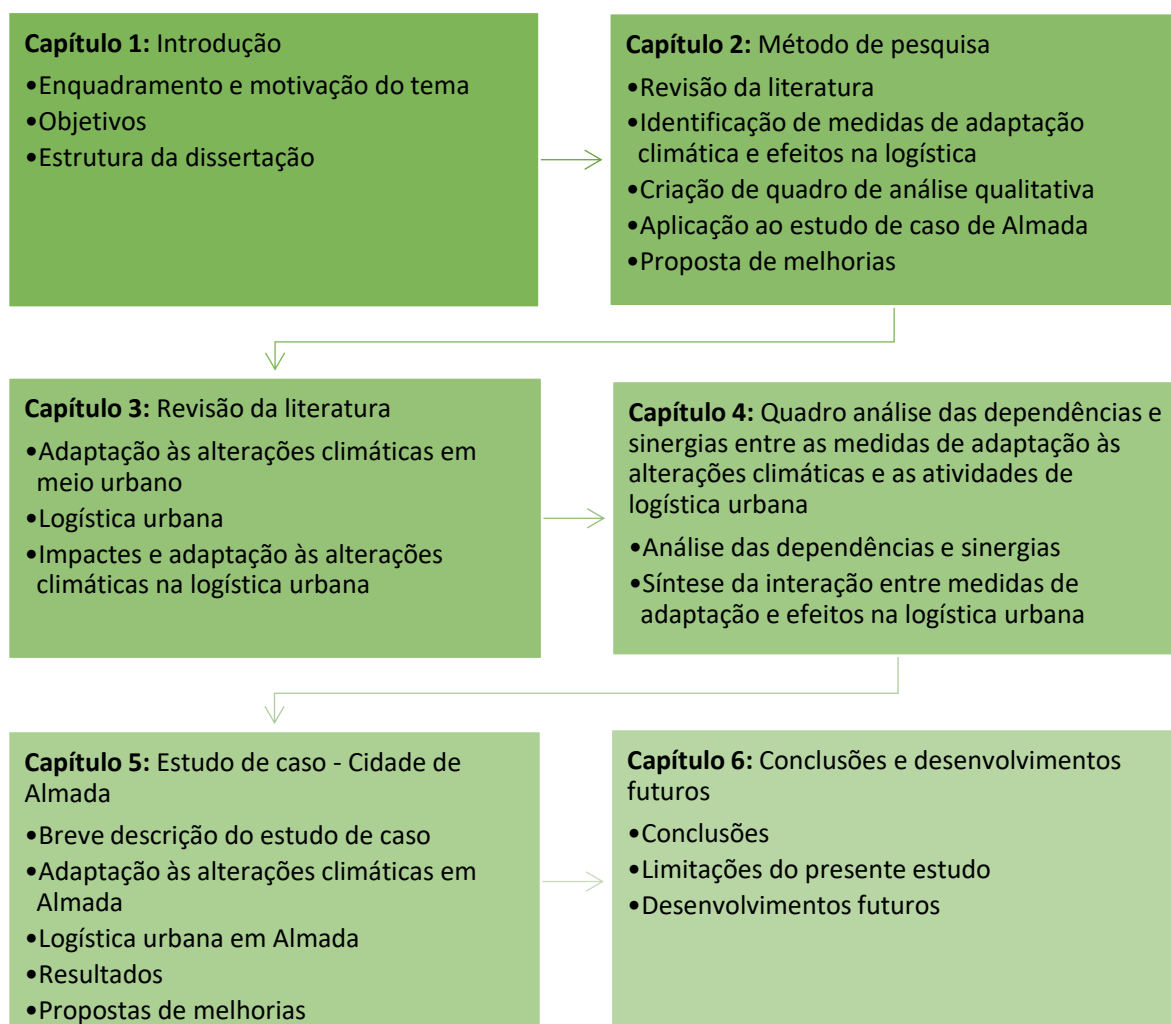 Capítulo 1: Introdução
•Enquadramento e motivação do tema
•Objetivos
•Estrutura da dissertação
Capítulo 2: Método de pesquisa
•Revisão da literatura
•Identificação de medidas de adaptação
climática e efeitos na logística
•Criação de quadro de análise qualitativa
•Aplicação ao estudo de caso de Almada
•Proposta de melhorias
Capítulo 3: Revisão da literatura
•Adaptação às alterações climáticas em
meio urbano
•Logística urbana
•Impactes e adaptação às alterações
climáticas na logística urbana
Capítulo 4: Quadro análise das dependências e
sinergias entre as medidas de adaptação às
alterações climáticas e as atividades de
logística urbana
•Análise das dependências e sinergias
•Síntese da interação entre medidas de
adaptação e efeitos na logística urbana
Capítulo 5: Estudo de caso - Cidade de
Almada
•Breve descrição do estudo de caso
•Adaptação às alterações climáticas em
Almada
•Logística urbana em Almada
•Resultados
•Propostas de melhorias
Capítulo 6: Conclusões e desenvolvimentos
futuros
•Conclusões
•Limitações do presente estudo
•Desenvolvimentos futuros